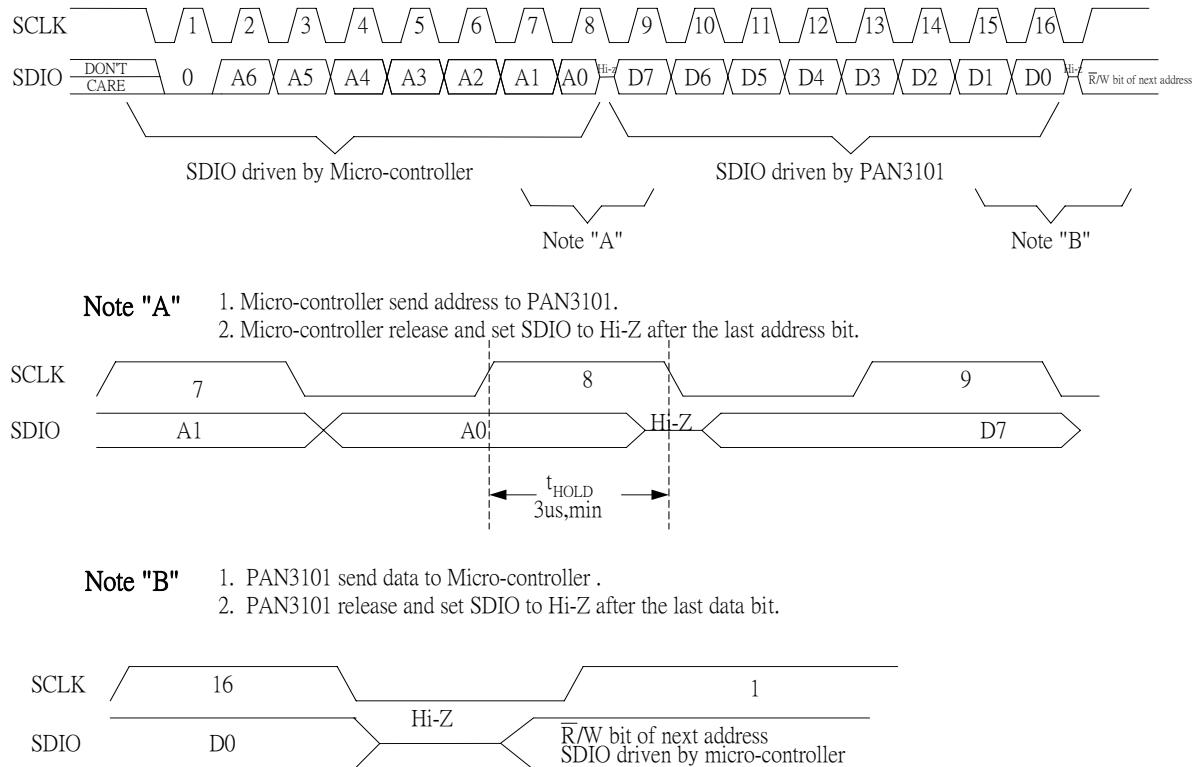 SCLK 1 2 3 4 5 6 7 8 9 10 11 12 13 14 15 16
SDIO DON'T CARE 0 A6 A5 A4 A3 A2 A1 A0 Hi-z D7 D6 D5 D4 D3 D2 D1 D0 Hi-z R̅/W bit of next address
SDIO driven by Micro-controller SDIO driven by PAN3101
Note "A" Note "B"
Note "A" 1. Micro-controller send address to PAN3101.
2. Micro-controller release and set SDIO to Hi-Z after the last address bit.
SCLK 7 8 9
SDIO A1 A0 Hi-Z D7
tHOLD
3us,min
Note "B" 1. PAN3101 send data to Micro-controller .
2. PAN3101 release and set SDIO to Hi-Z after the last data bit.
SCLK 16 1
Hi-Z
SDIO D0 R̅/W bit of next address
SDIO driven by micro-controller